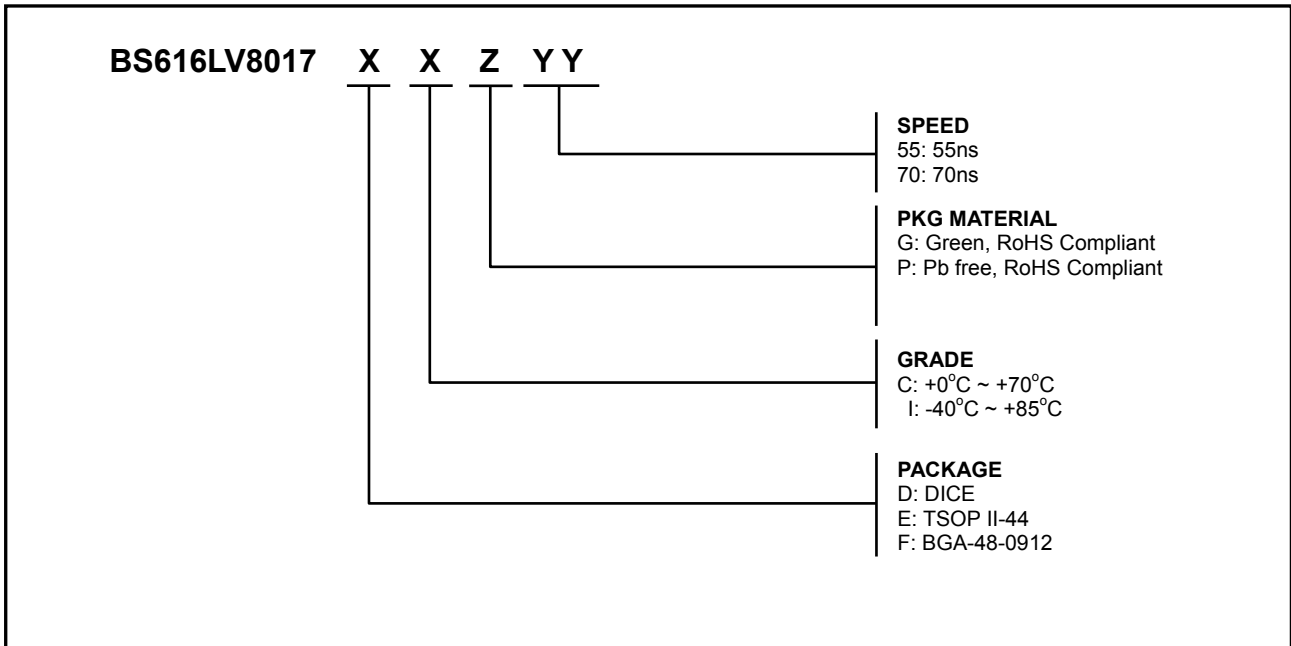 BS616LV8017 X X Z Y Y
SPEED
55: 55ns
70: 70ns
PKG MATERIAL
G: Green, RoHS Compliant
P: Pb free, RoHS Compliant
GRADE
C: +0°C ~ +70°C
I: -40°C ~ +85°C
PACKAGE
D: DICE
E: TSOP II-44
F: BGA-48-0912